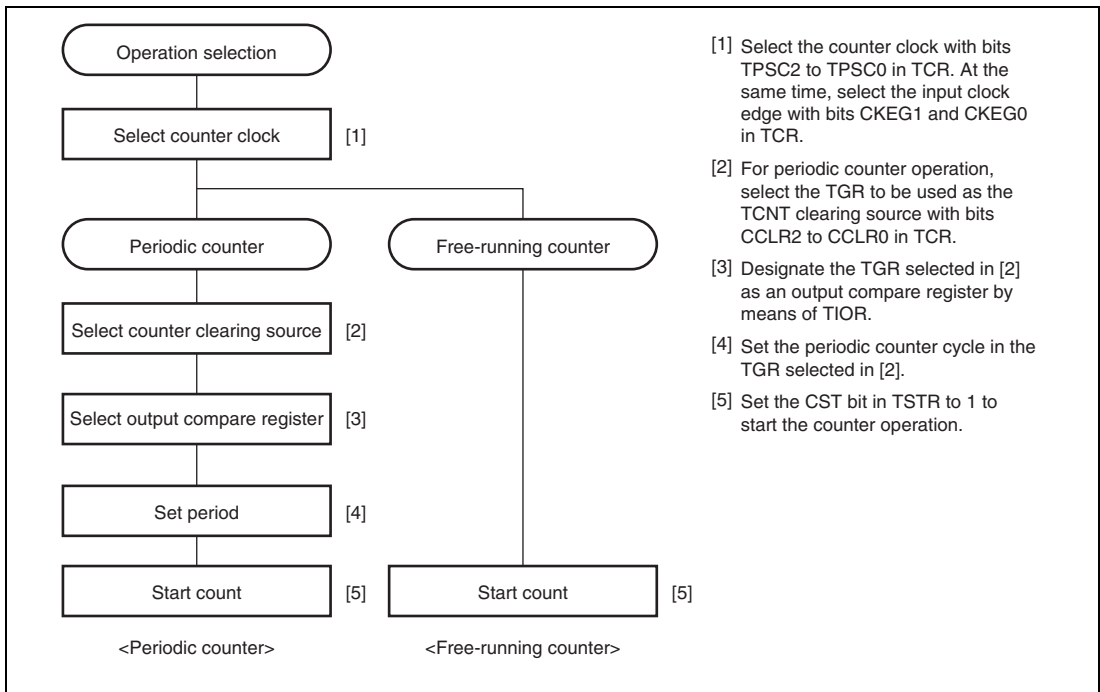 Operation selection
Select counter clock
[1]
Periodic counter
Free-running counter
Select counter clearing source
[2]
Select output compare register
[3]
Set period
[4]
Start count
[5]
Start count
[5]
<Periodic counter>
<Free-running counter>
[1] Select the counter clock with bits
TPSC2 to TPSC0 in TCR. At the
same time, select the input clock
edge with bits CKEG1 and CKEG0
in TCR.
[2] For periodic counter operation,
select the TGR to be used as the
TCNT clearing source with bits
CCLR2 to CCLR0 in TCR.
[3] Designate the TGR selected in [2]
as an output compare register by
means of TIOR.
[4] Set the periodic counter cycle in the
TGR selected in [2].
[5] Set the CST bit in TSTR to 1 to
start the counter operation.